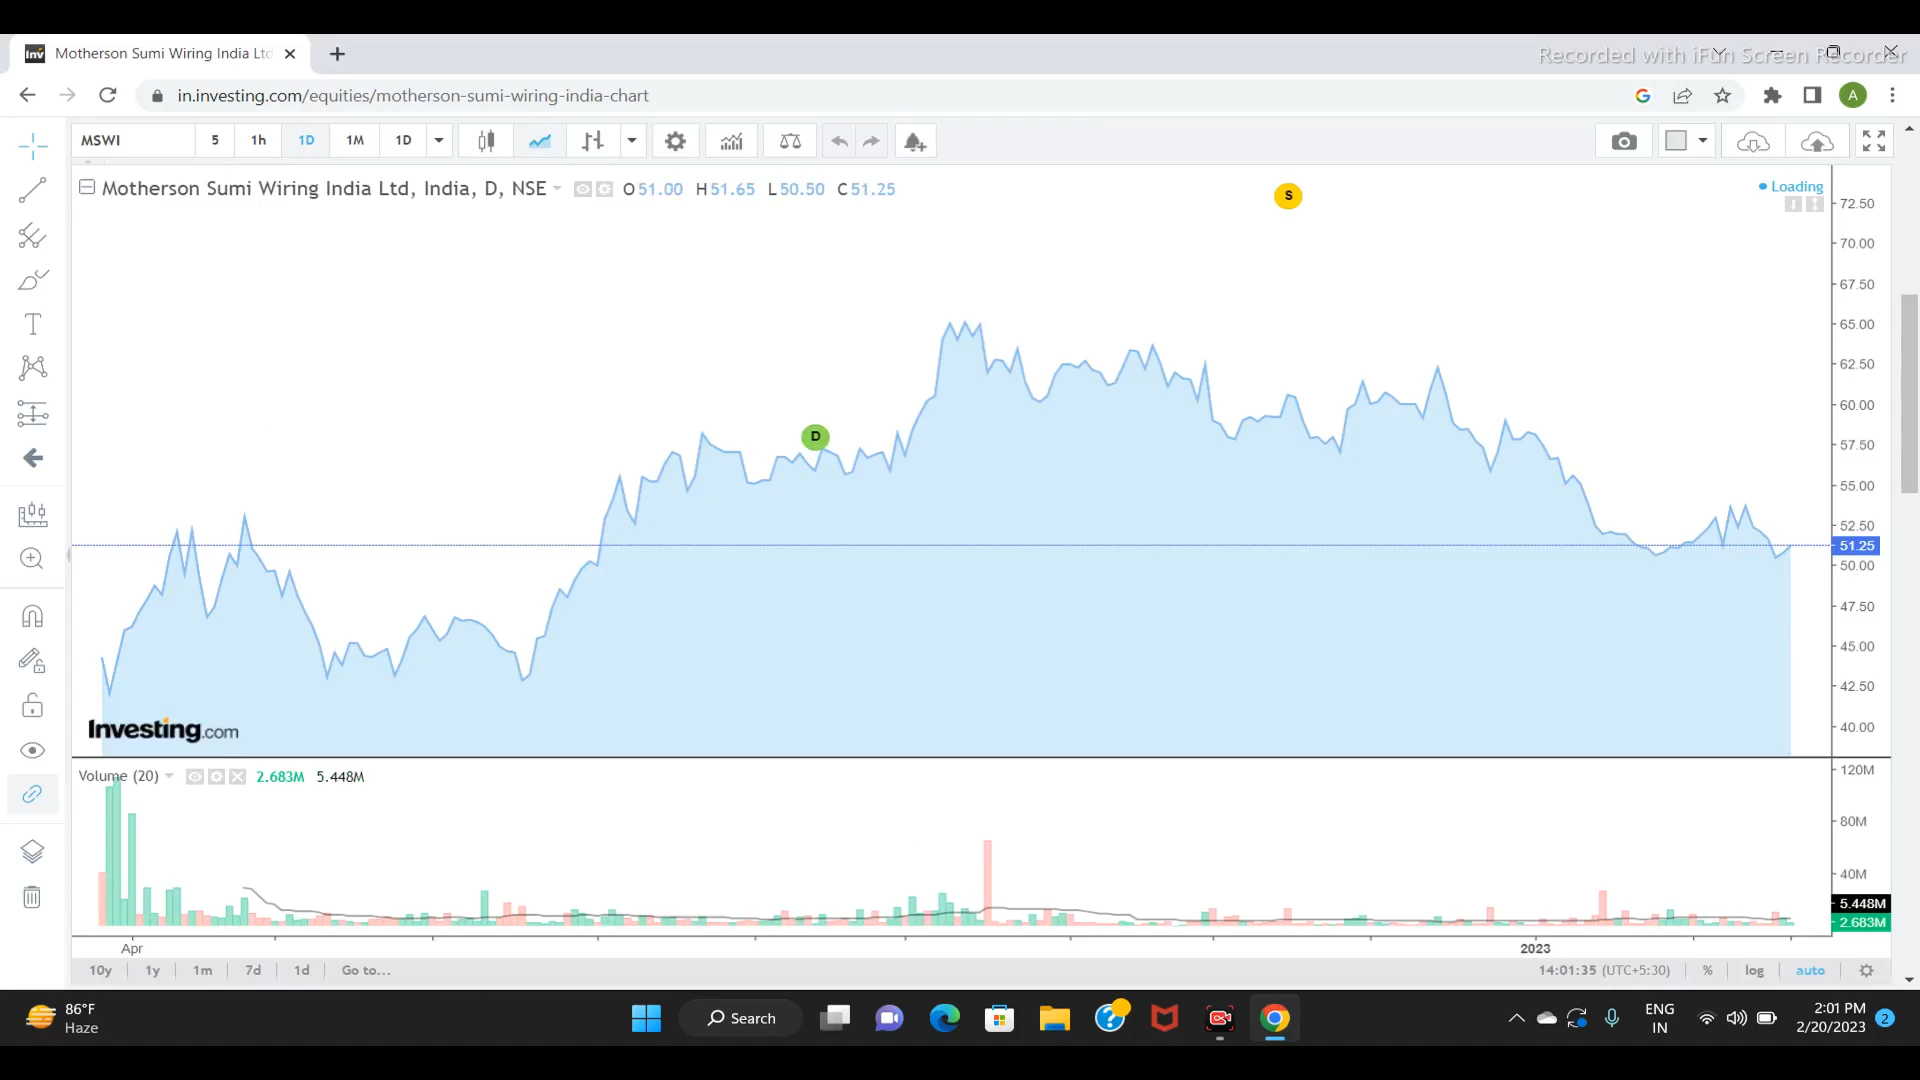 inv Motherson Sumi Wiring India Ltd
Recorded with iFun Screen Recorder
in.investing.com/equities/motherson-sumi-wiring-india-chart
A
MSWI 5 1h 1D 1M 1D
Motherson Sumi Wiring India Ltd, India, D, NSE O 51.00 H 51.65 L 50.50 C 51.25
S
Loading
72.50
70.00
67.50
65.00
62.50
60.00
57.50
D
55.00
52.50
51.25
50.00
47.50
45.00
42.50
40.00
Investing.com
Volume (20) 2.683M 5.448M
120M
80M
40M
5.448M
2.683M
Apr 2023
10y 1y 1m 7d 1d Go to... 14:01:35 (UTC+5:30) % log auto
86°F
Haze
Search
ENG
IN
2:01 PM
2/20/2023
2